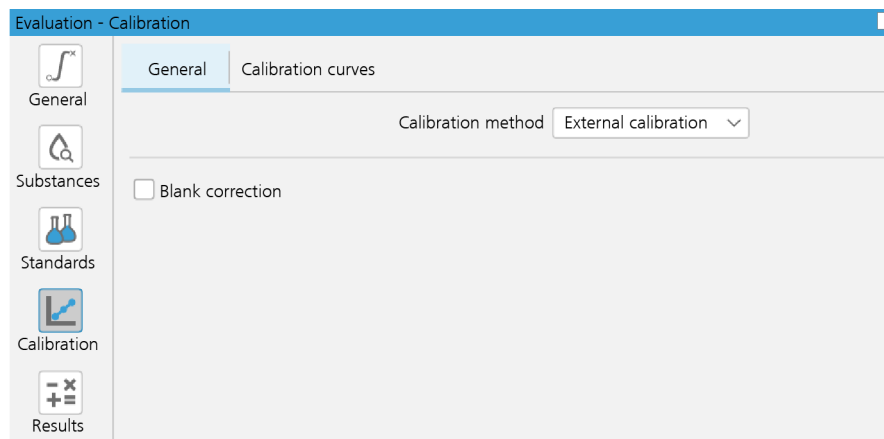 Evaluation - Calibration
General
Calibration curves
General
Calibration method
External calibration
Substances
Blank correction
Standards
Calibration
Results